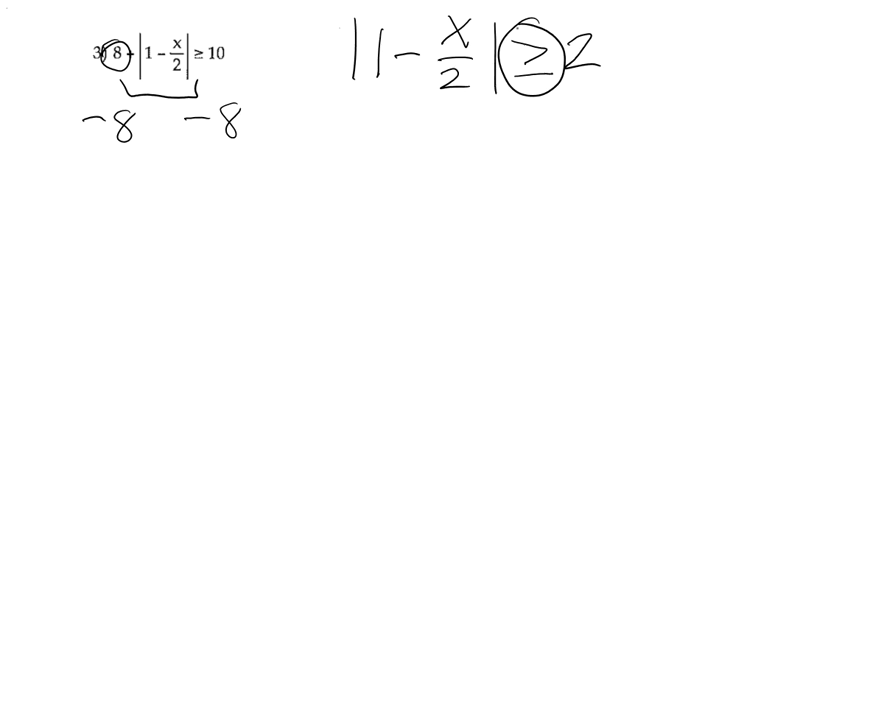 3) 8 + |1 - x/2| ≥ 10
-8 -8
|1 - x/2| ≥ 2